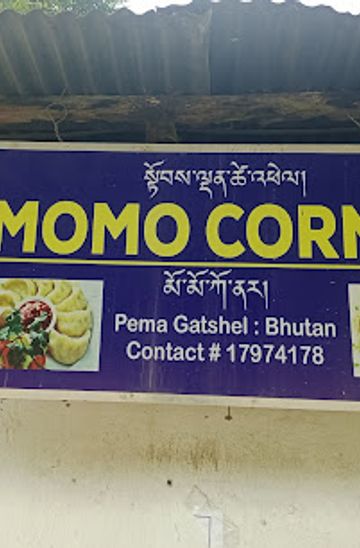 སྟོབས་ལྡན་ཚེ་འཕེལ།
MOMO CORN
མོ་མོ་ཀོ་ནར།
Pema Gatshel : Bhutan
Contact # 17974178